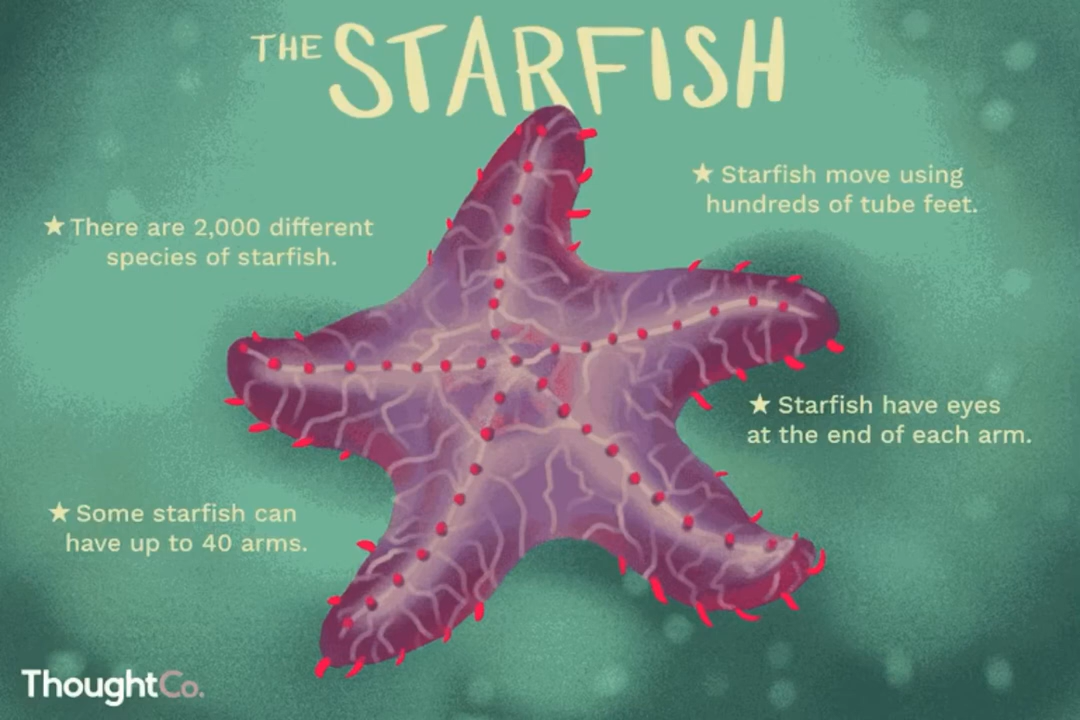 THE STARFISH
★ Starfish move using
hundreds of tube feet.
★ There are 2,000 different
species of starfish.
★ Starfish have eyes
at the end of each arm.
★ Some starfish can
have up to 40 arms.
ThoughtCo.